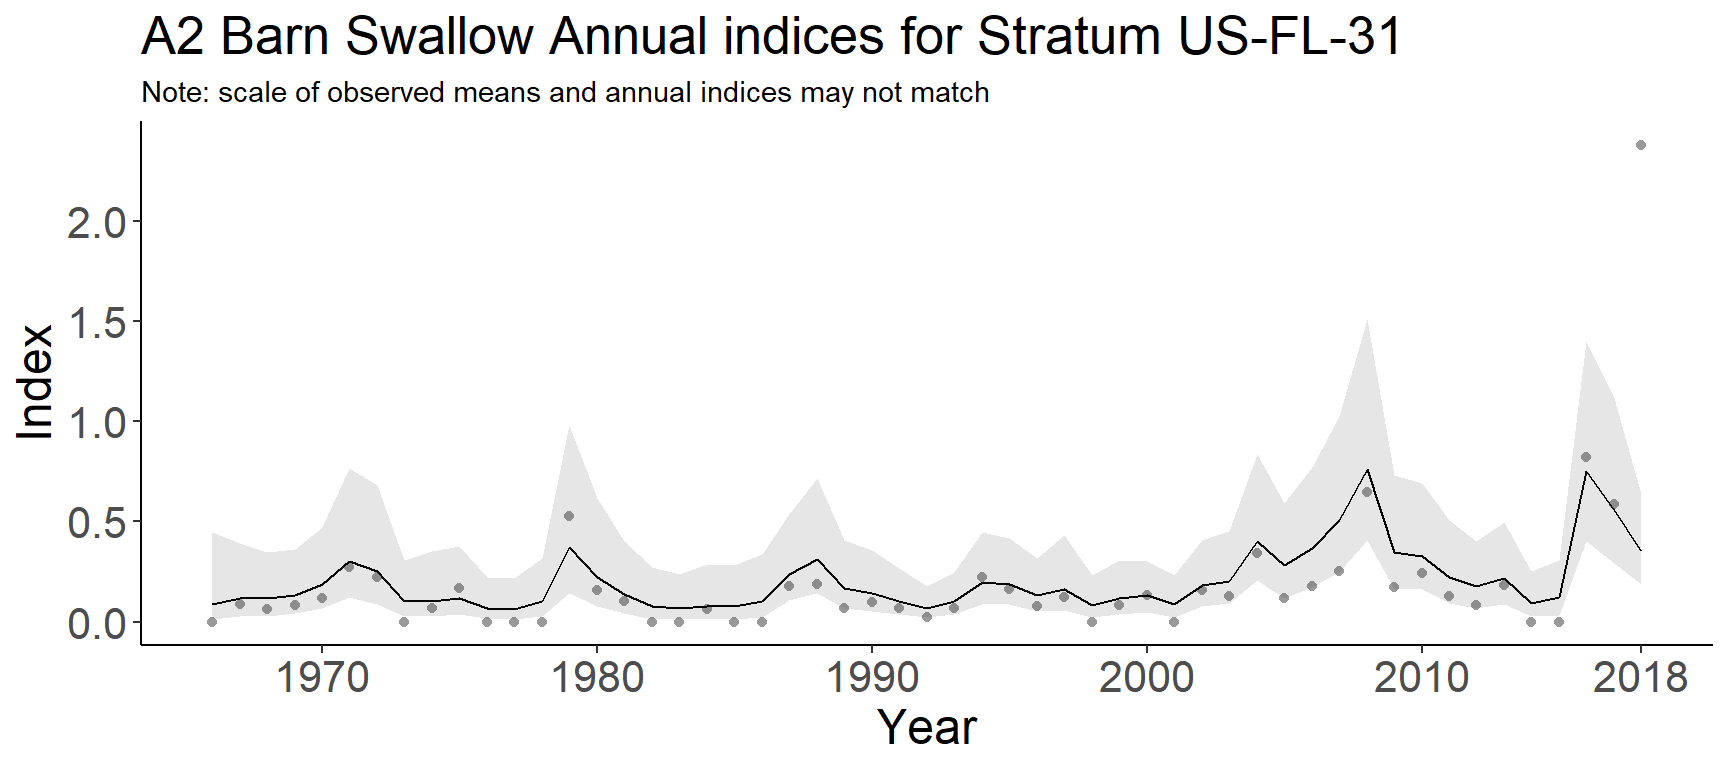 A2 Barn Swallow Annual indices for Stratum US-FL-31
Note: scale of observed means and annual indices may not match
2.0
1.5
1.0
0.5
0.0
Index
1970 1980 1990 2000 2010 2018
Year